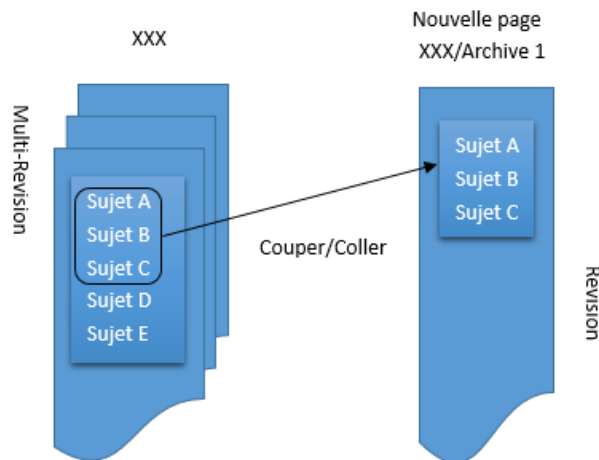 XXX
Nouvelle page
XXX/Archive 1
Multi-Revision
Sujet A
Sujet B
Sujet C
Sujet D
Sujet E
Couper/Coller
Sujet A
Sujet B
Sujet C
Revision